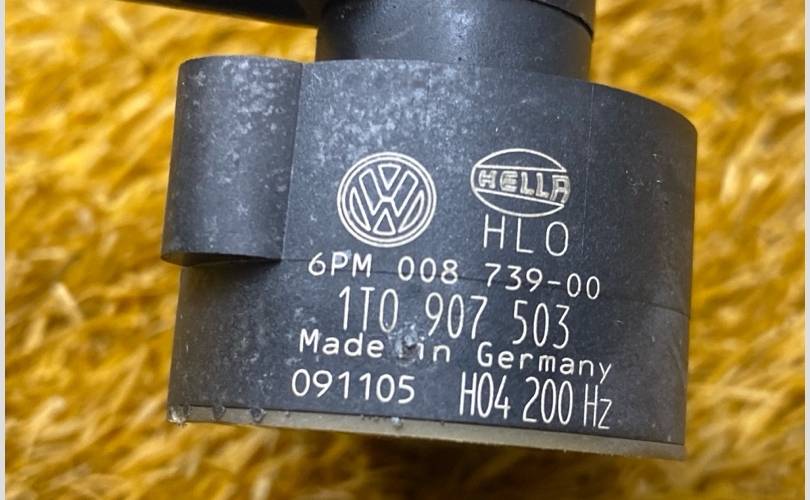 HELLA
HLO
6PM 008 739-00
1T0 907 503
Made in Germany
091105 H04 200 Hz